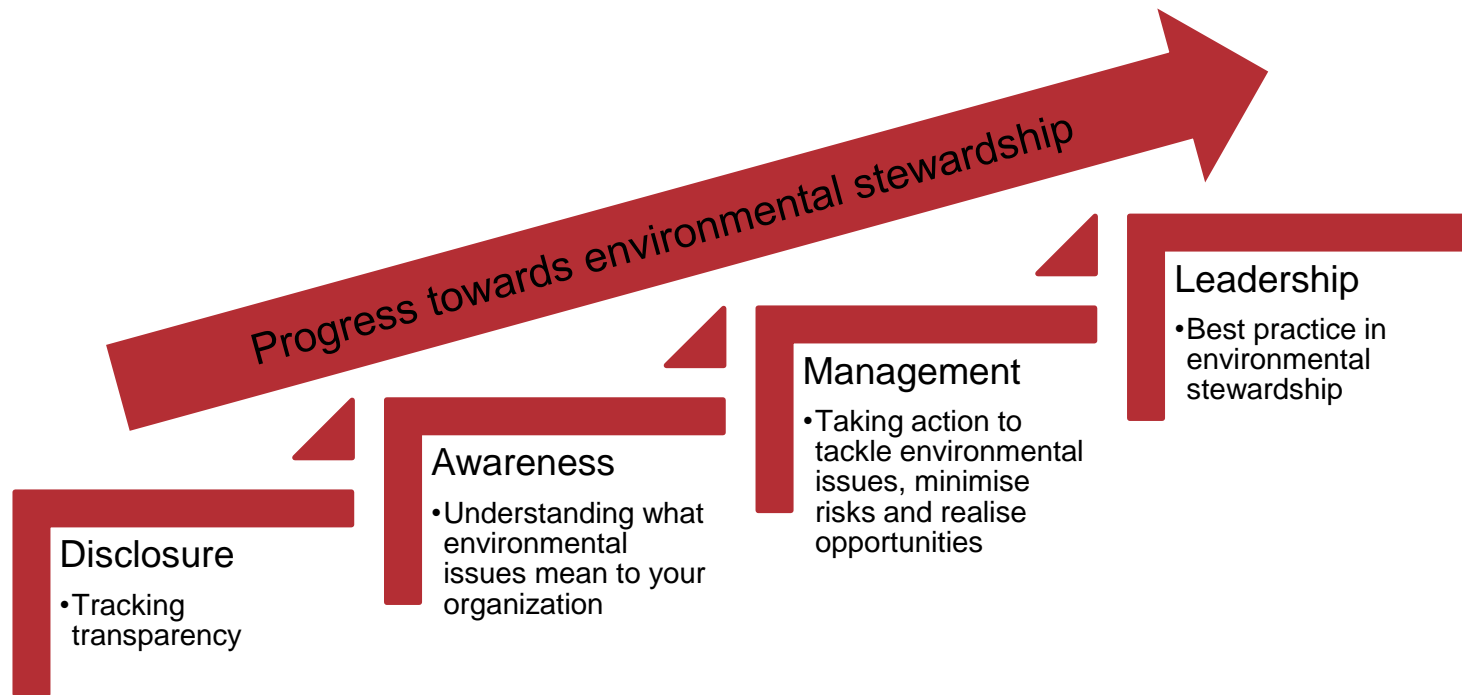 Progress towards environmental stewardship
Disclosure
•Tracking
transparency
Awareness
•Understanding what
environmental
issues mean to your
organization
Management
•Taking action to
tackle environmental
issues, minimise
risks and realise
opportunities
Leadership
•Best practice in
environmental
stewardship